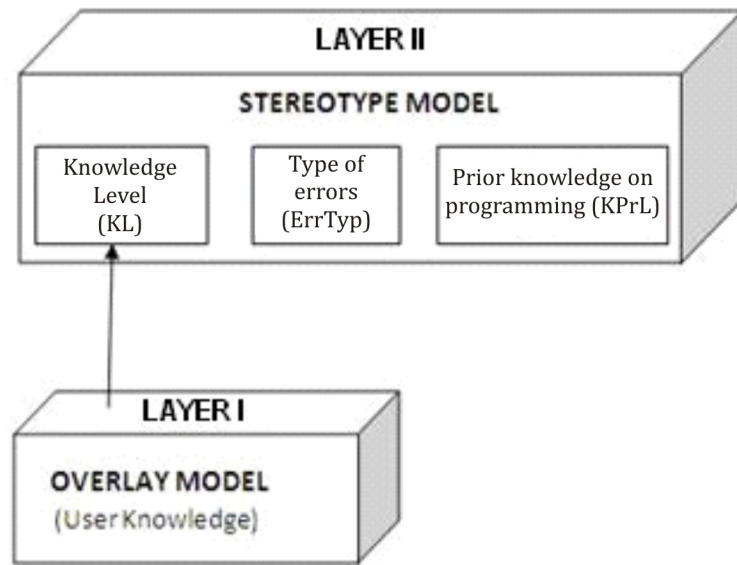 LAYER II
STEREOTYPE MODEL
Knowledge
Level
(KL)
Type of
errors
(ErrTyp)
Prior knowledge on
programming (KPrL)
LAYER I
OVERLAY MODEL
(User Knowledge)